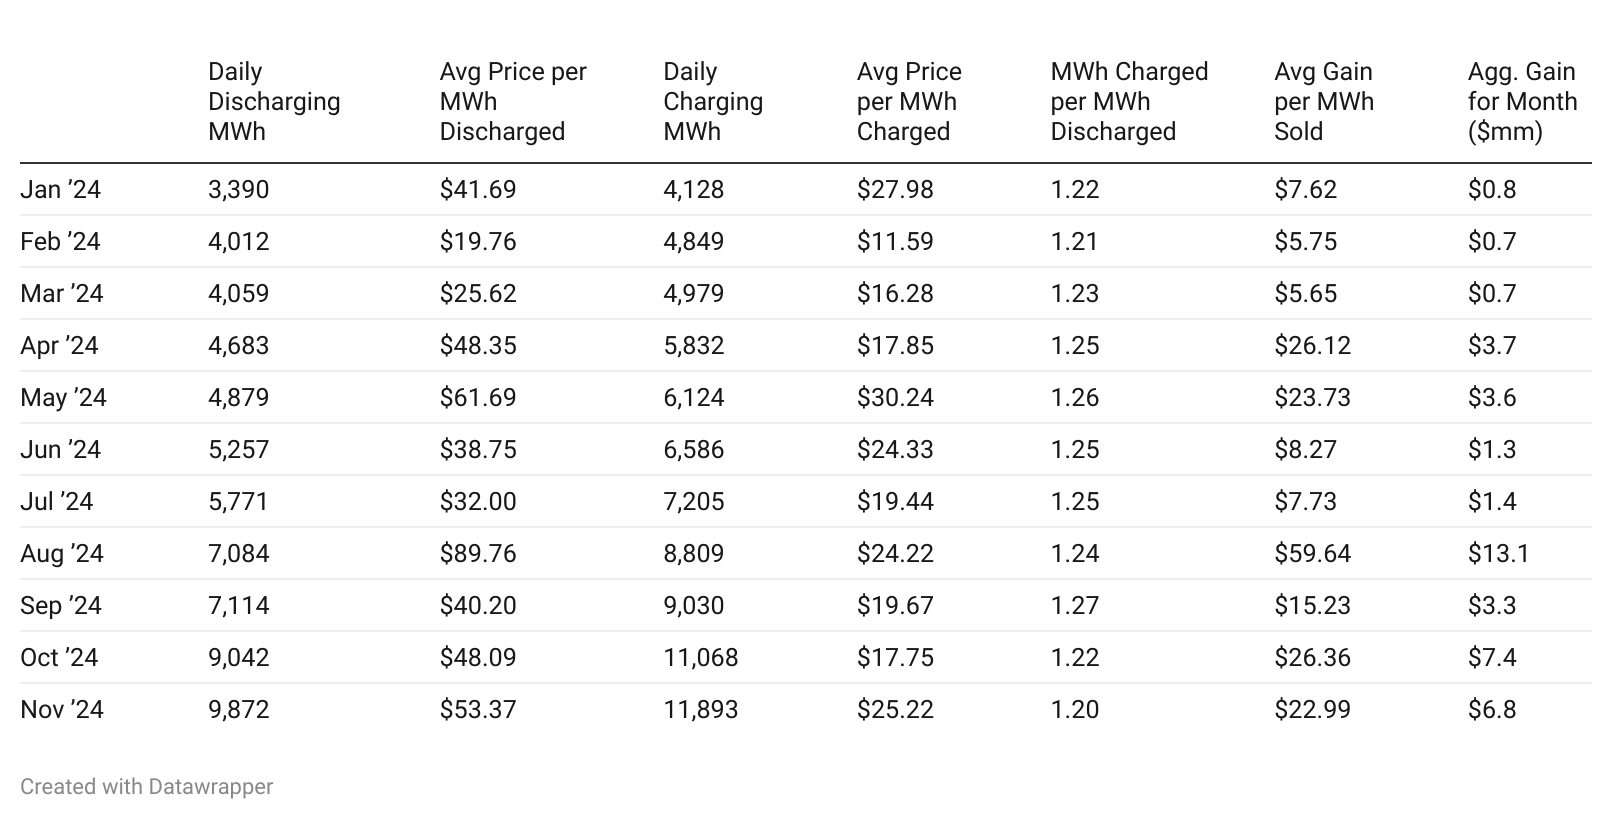 Daily Discharging MWh | Avg Price per MWh Discharged | Daily Charging MWh | Avg Price per MWh Charged | MWh Charged per MWh Discharged | Avg Gain per MWh Sold | Agg. Gain for Month ($mm)
Jan ’24 3,390 $41.69 4,128 $27.98 1.22 $7.62 $0.8
Feb ’24 4,012 $19.76 4,849 $11.59 1.21 $5.75 $0.7
Mar ’24 4,059 $25.62 4,979 $16.28 1.23 $5.65 $0.7
Apr ’24 4,683 $48.35 5,832 $17.85 1.25 $26.12 $3.7
May ’24 4,879 $61.69 6,124 $30.24 1.26 $23.73 $3.6
Jun ’24 5,257 $38.75 6,586 $24.33 1.25 $8.27 $1.3
Jul ’24 5,771 $32.00 7,205 $19.44 1.25 $7.73 $1.4
Aug ’24 7,084 $89.76 8,809 $24.22 1.24 $59.64 $13.1
Sep ’24 7,114 $40.20 9,030 $19.67 1.27 $15.23 $3.3
Oct ’24 9,042 $48.09 11,068 $17.75 1.22 $26.36 $7.4
Nov ’24 9,872 $53.37 11,893 $25.22 1.20 $22.99 $6.8
Created with Datawrapper